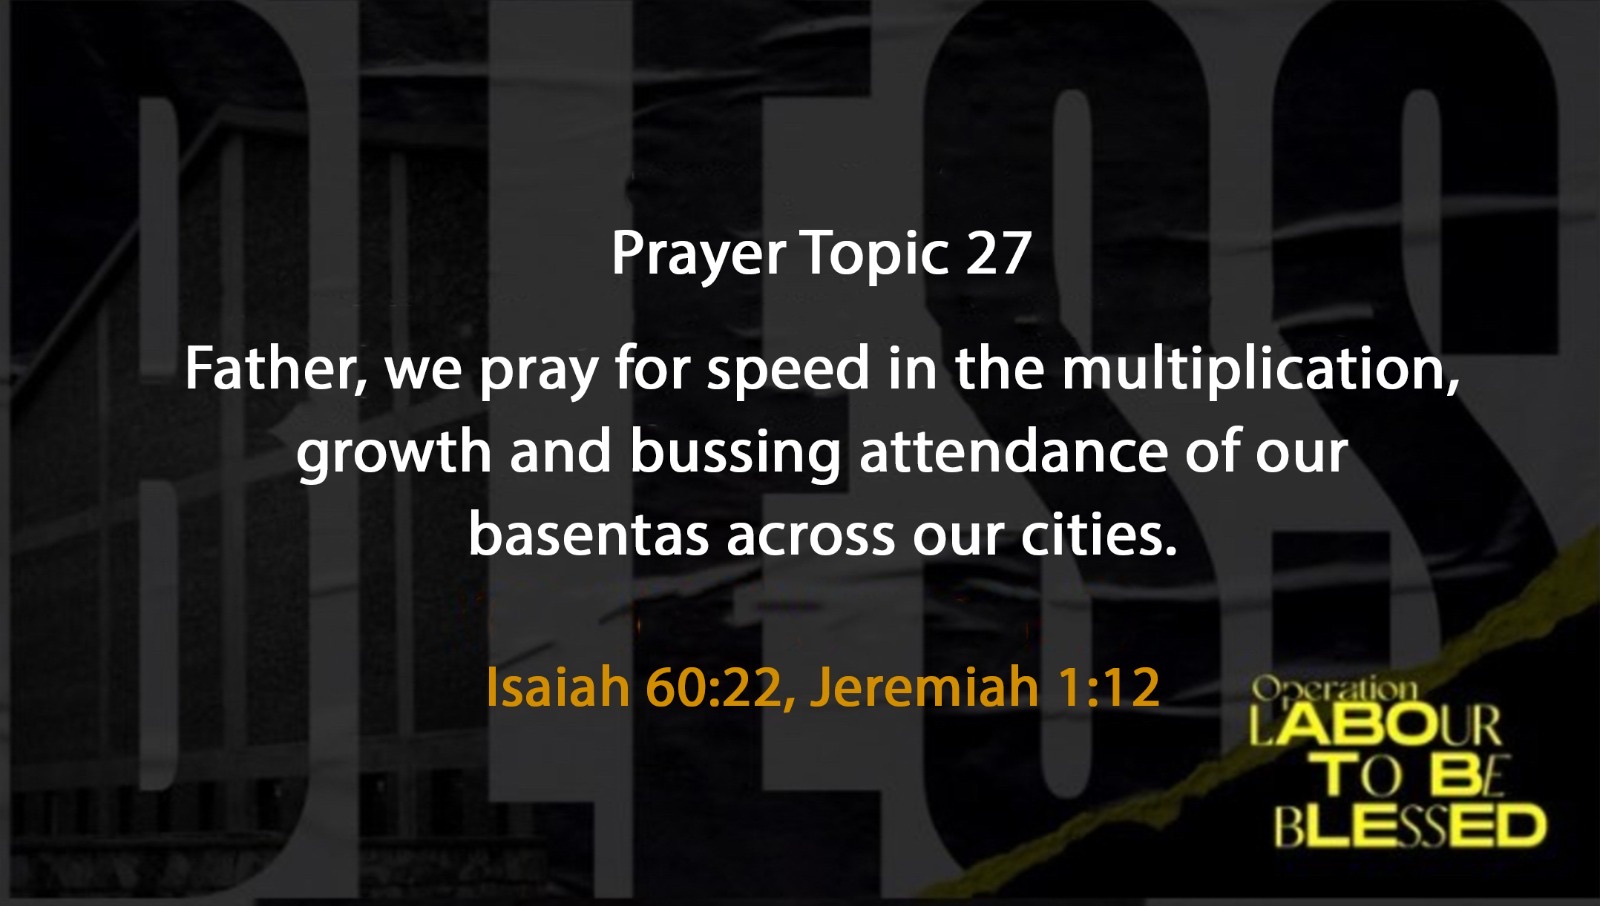 BLESS
Prayer Topic 27
Father, we pray for speed in the multiplication,
growth and bussing attendance of our
basentas across our cities.
Isaiah 60:22, Jeremiah 1:12
Operation
LABOUR
TO BE
BLESSED